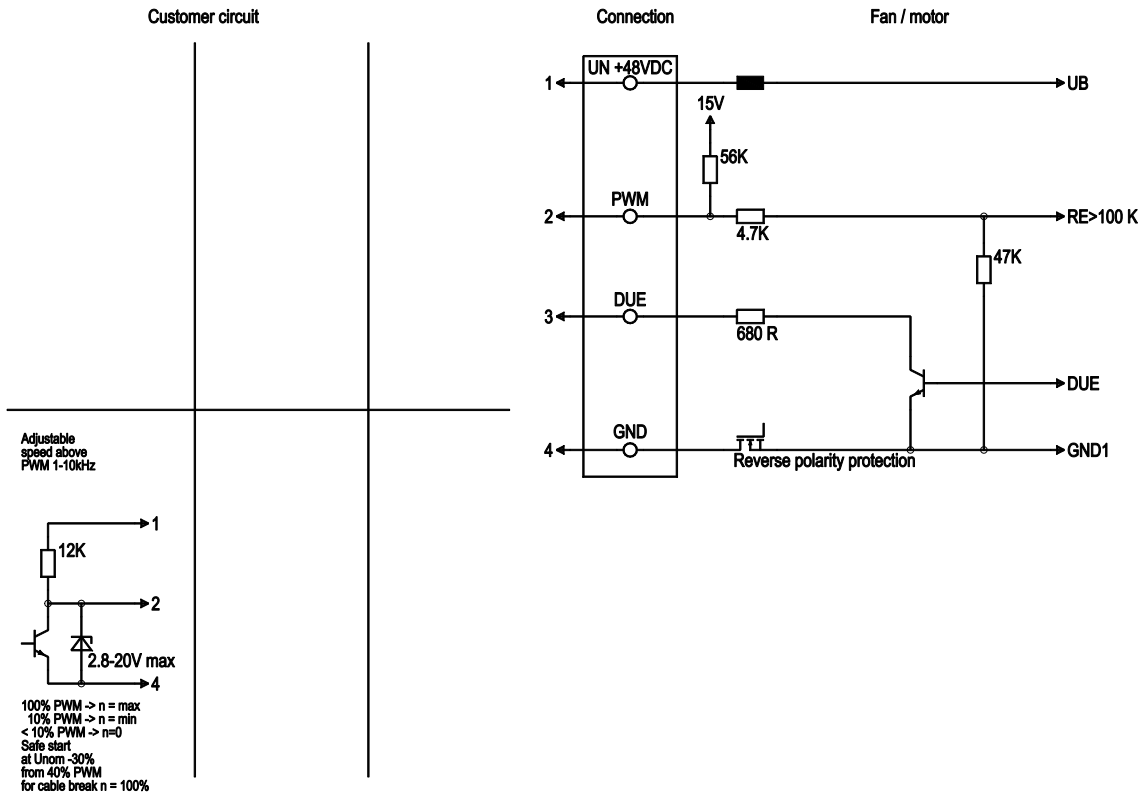 Customer circuit
Connection
Fan / motor
UN +48VDC
1
UB
15V
56K
PWM
2
4.7K
RE>100 K
47K
DUE
3
680 R
DUE
GND
4
Reverse polarity protection
GND1
Adjustable
speed above
PWM 1-10kHz
1
12K
2
2.8-20V max
4
100% PWM -> n = max
10% PWM -> n = min
< 10% PWM -> n=0
Safe start
at Unom -30%
from 40% PWM
for cable break n = 100%